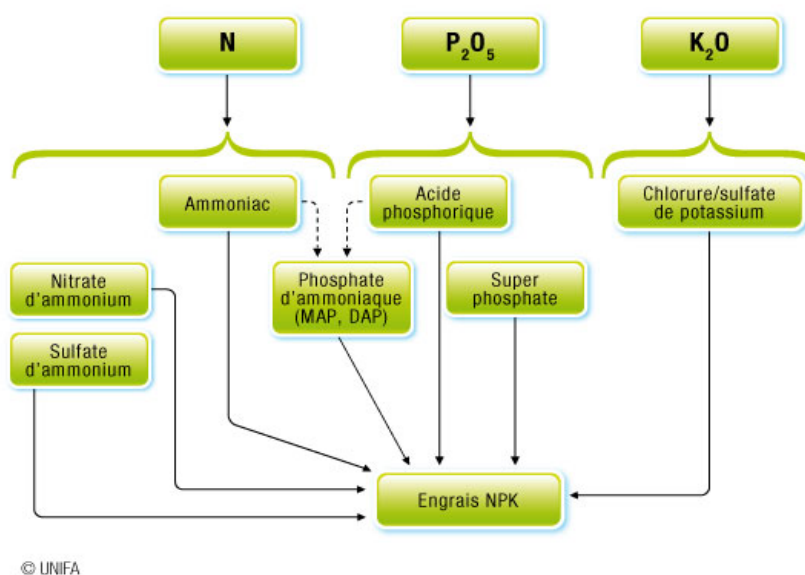 N
P₂O₅
K₂O
Ammoniac
Acide
phosphorique
Chlorure/sulfate
de potassium
Nitrate
d'ammonium
Phosphate
d'ammoniaque
(MAP, DAP)
Super
phosphate
Sulfate
d'ammonium
Engrais NPK
© UNIFA